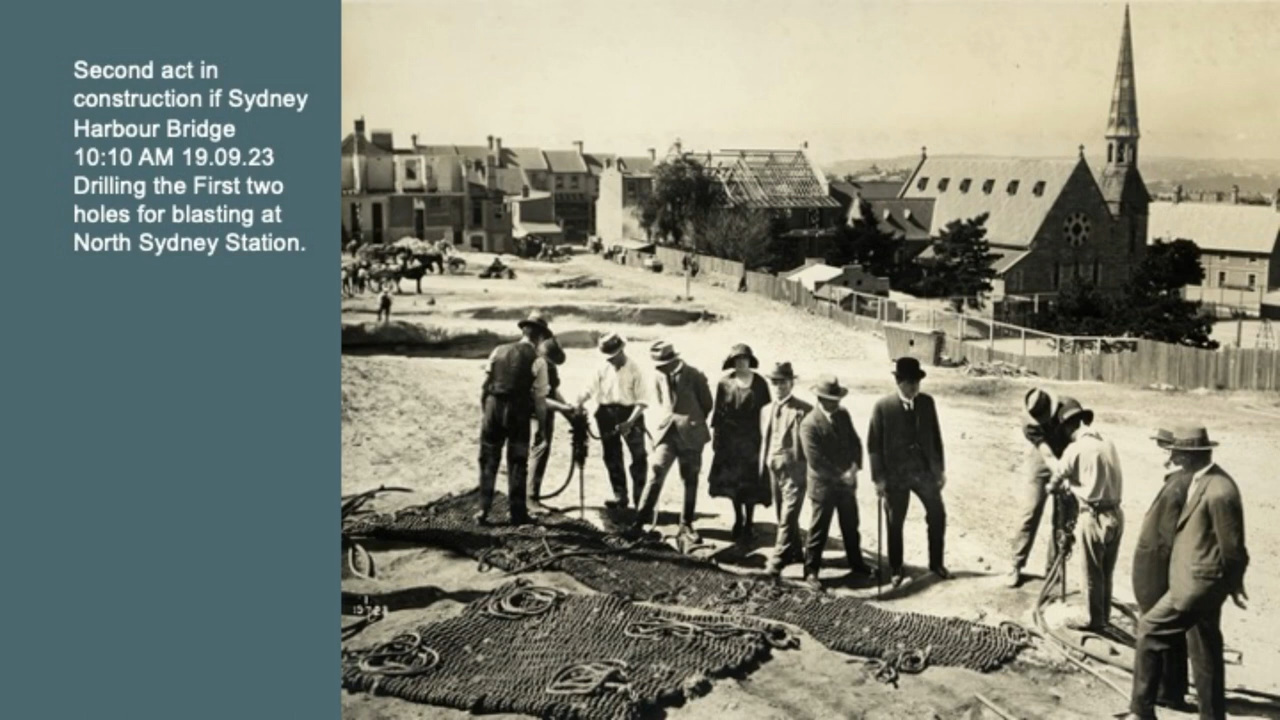 Second act in
construction if Sydney
Harbour Bridge
10:10 AM 19.09.23
Drilling the First two
holes for blasting at
North Sydney Station.